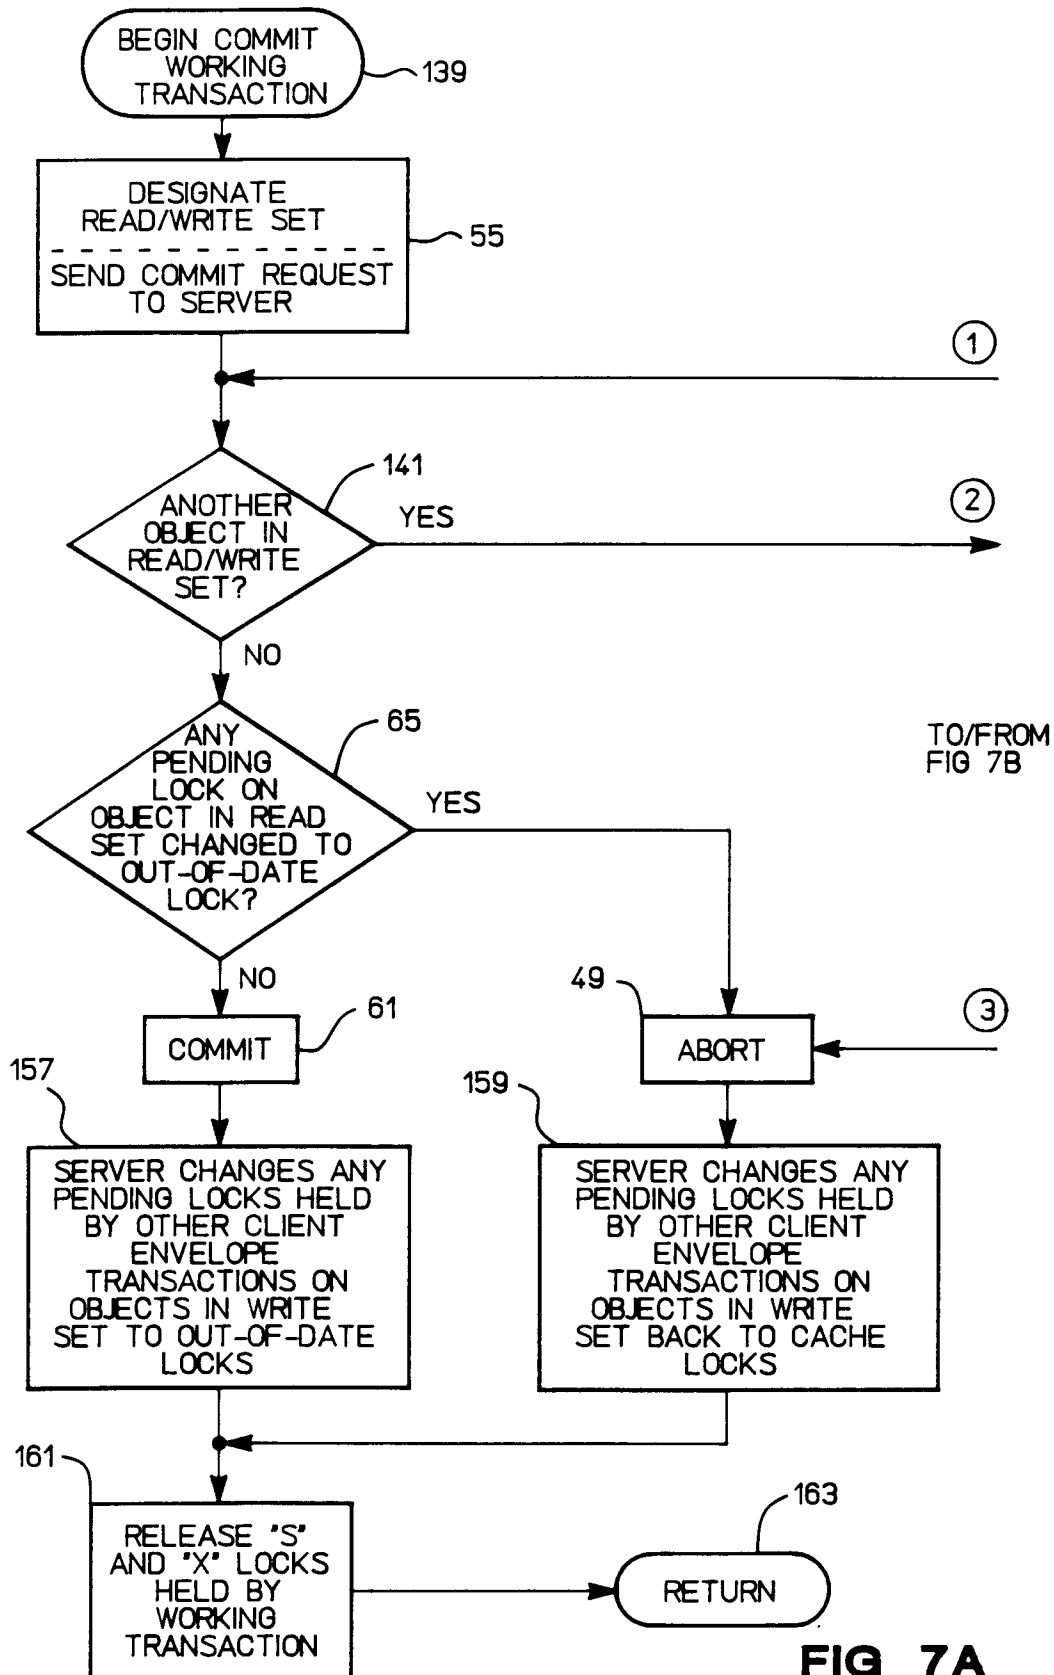 BEGIN COMMIT
WORKING
TRANSACTION
139
DESIGNATE
READ/WRITE SET
SEND COMMIT REQUEST
TO SERVER
55
1
141
ANOTHER
OBJECT IN
READ/WRITE
SET?
YES
2
NO
65
ANY
PENDING
LOCK ON
OBJECT IN READ
SET CHANGED TO
OUT-OF-DATE
LOCK?
YES
TO/FROM
FIG 7B
NO
61
COMMIT
49
ABORT
3
157
SERVER CHANGES ANY
PENDING LOCKS HELD
BY OTHER CLIENT
ENVELOPE
TRANSACTIONS ON
OBJECTS IN WRITE
SET TO OUT-OF-DATE
LOCKS
159
SERVER CHANGES ANY
PENDING LOCKS HELD
BY OTHER CLIENT
ENVELOPE
TRANSACTIONS ON
OBJECTS IN WRITE
SET BACK TO CACHE
LOCKS
161
RELEASE "S"
AND "X" LOCKS
HELD BY
WORKING
TRANSACTION
163
RETURN
FIG 7A